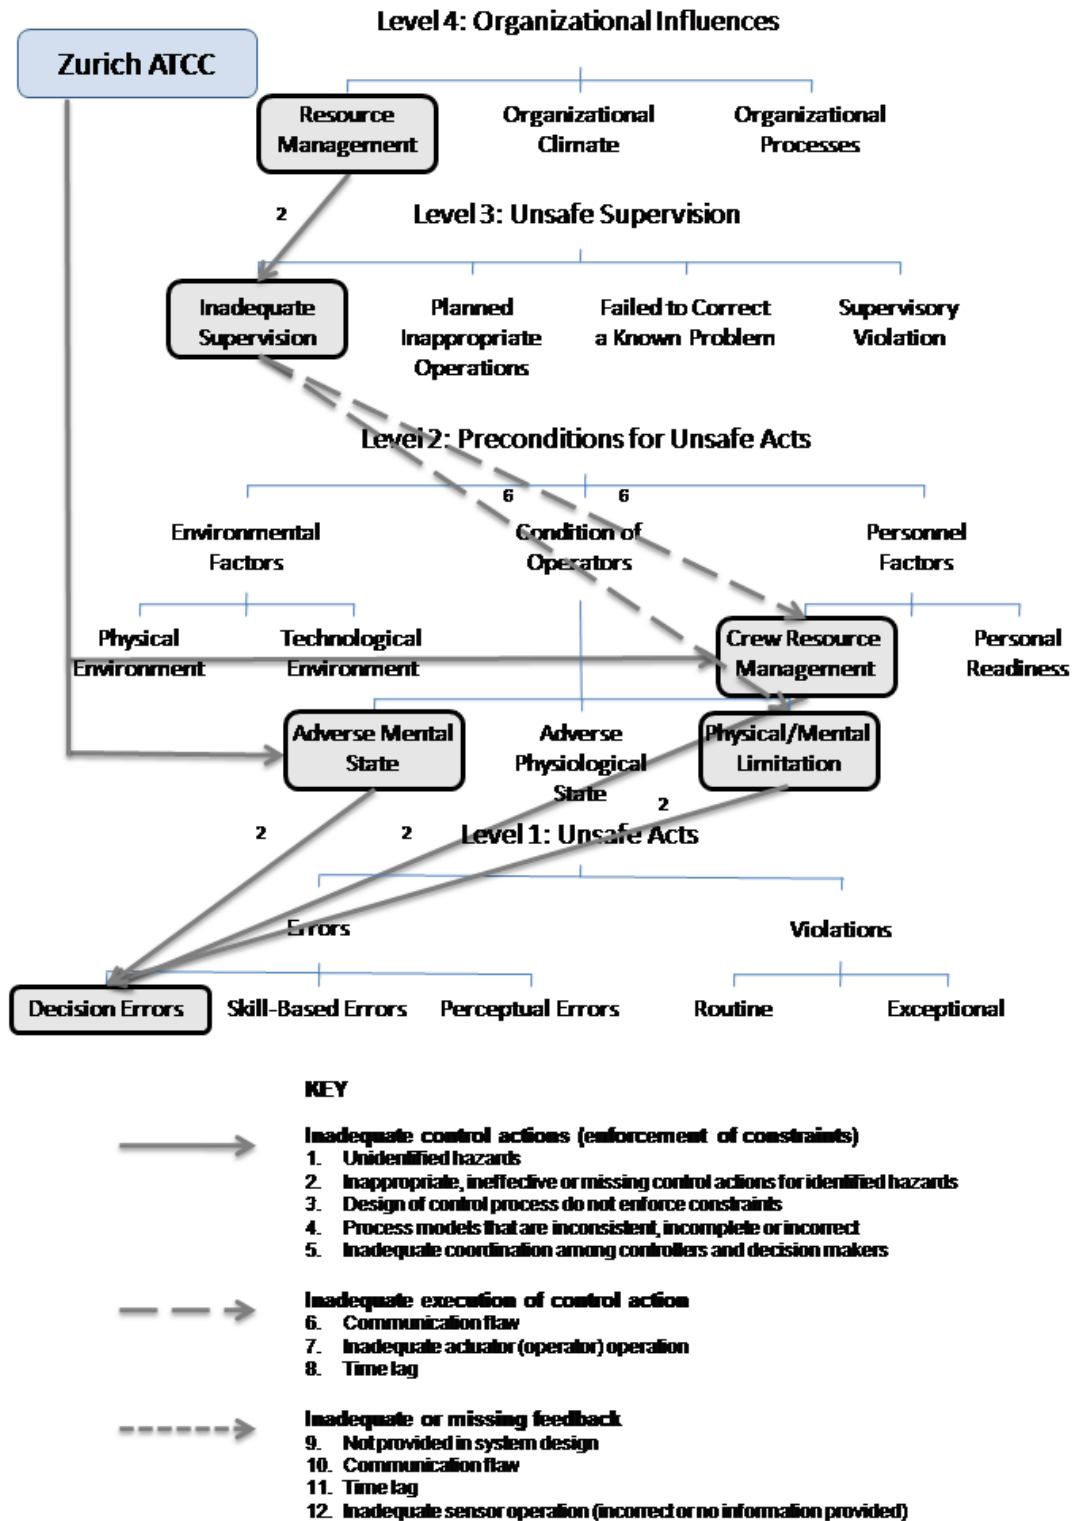 Level 4: Organizational Influences
Zurich ATCC
Resource
Management
Organizational
Climate
Organizational
Processes
2
Level 3: Unsafe Supervision
Inadequate
Supervision
Planned
Inappropriate
Operations
Failed to Correct
a Known Problem
Supervisory
Violation
Level 2: Preconditions for Unsafe Acts
6
6
Environmental
Factors
Condition of
Operators
Personnel
Factors
Physical
Environment
Technological
Environment
Crew Resource
Management
Personal
Readiness
Adverse Mental
State
Adverse
Physiological
State
Physical/Mental
Limitation
2
2
2
Level 1: Unsafe Acts
Errors
Violations
Decision Errors
Skill-Based Errors
Perceptual Errors
Routine
Exceptional
KEY
Inadequate control actions (enforcement of constraints)
1. Unidentified hazards
2. Inappropriate, ineffective or missing control actions for identified hazards
3. Design of control process do not enforce constraints
4. Process models that are inconsistent, incomplete or incorrect
5. Inadequate coordination among controllers and decision makers
Inadequate execution of control action
6. Communication flaw
7. Inadequate actuator (operator) operation
8. Time lag
Inadequate or missing feedback
9. Not provided in system design
10. Communication flaw
11. Time lag
12. Inadequate sensor operation (incorrect or no information provided)